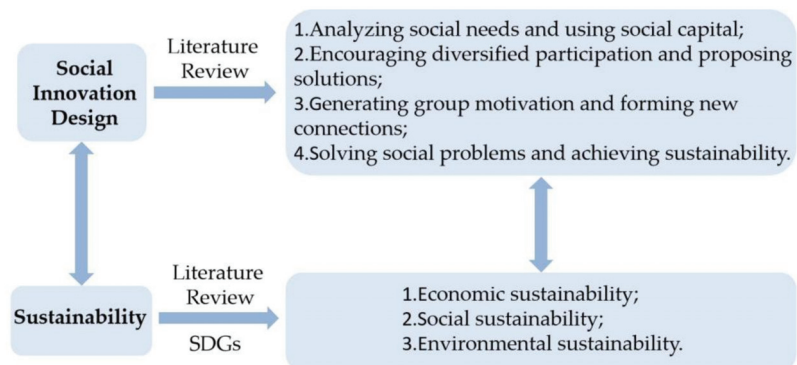 Social
Innovation
Design
Literature
Review
1.Analyzing social needs and using social capital;
2.Encouraging diversified participation and proposing
solutions;
3.Generating group motivation and forming new
connections;
4.Solving social problems and achieving sustainability.
Sustainability
Literature
Review
SDGs
1.Economic sustainability;
2.Social sustainability;
3.Environmental sustainability.